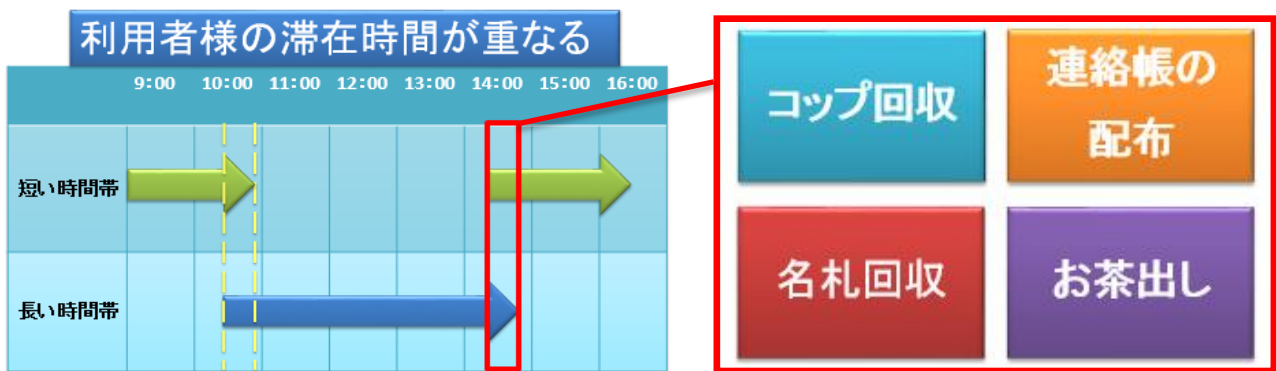 利用者様の滞在時間が重なる
9:00 10:00 11:00 12:00 13:00 14:00 15:00 16:00
短い時間帯
長い時間帯
コップ回収
連絡帳の
配布
名札回収
お茶出し